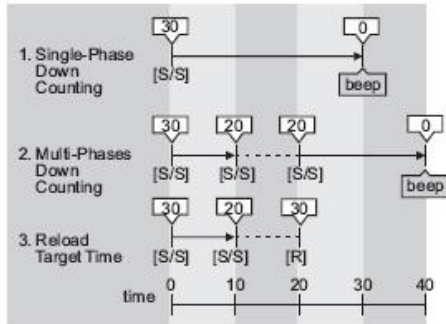 30 0
1. Single-Phase
Down
Counting
[S/S]
beep
30 20 20 0
2. Multi-Phases
Down
Counting
[S/S] [S/S] [S/S]
beep
30 20 30
3. Reload
Target Time
[S/S] [S/S] [R]
time 0 10 20 30 40